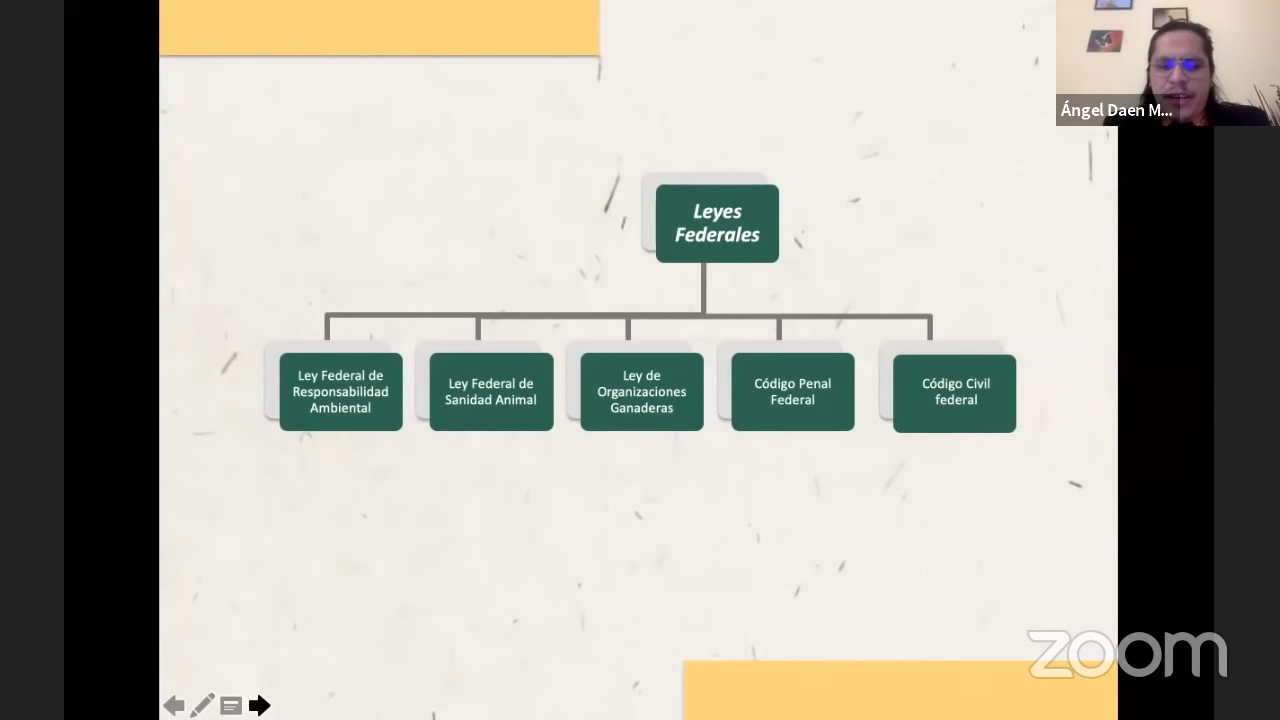 Ángel Daen M...
Leyes
Federales
Ley Federal de
Responsabilidad
Ambiental
Ley Federal de
Sanidad Animal
Ley de
Organizaciones
Ganaderas
Código Penal
Federal
Código Civil
federal
zoom